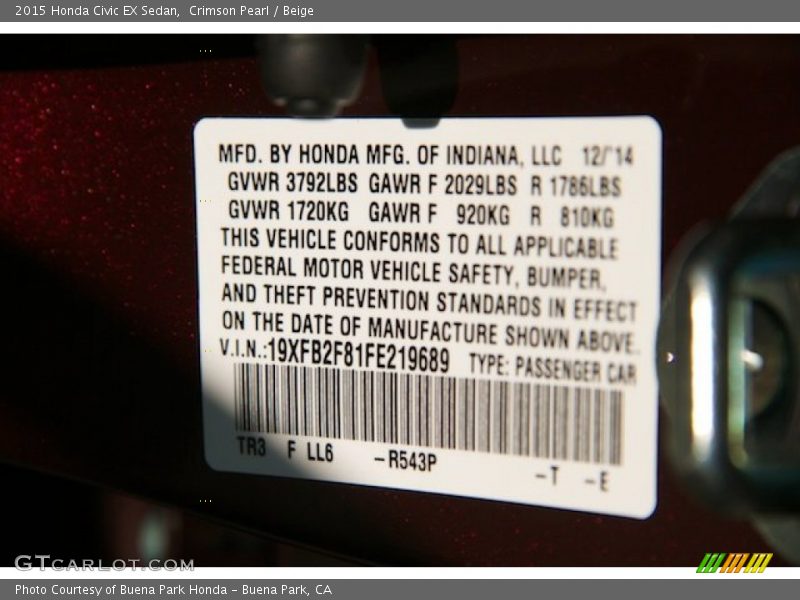 2015 Honda Civic EX Sedan, Crimson Pearl / Beige
MFD. BY HONDA MFG. OF INDIANA, LLC 12/'14
GVWR 3792LBS GAWR F 2029LBS R 1786LBS
GVWR 1720KG GAWR F 920KG R 810KG
THIS VEHICLE CONFORMS TO ALL APPLICABLE
FEDERAL MOTOR VEHICLE SAFETY, BUMPER,
AND THEFT PREVENTION STANDARDS IN EFFECT
ON THE DATE OF MANUFACTURE SHOWN ABOVE.
V.I.N.:19XFB2F81FE219689 TYPE: PASSENGER CAR
TR3 F LL6 -R543P -T -E
GTCARLOT.COM
Photo Courtesy of Buena Park Honda - Buena Park, CA